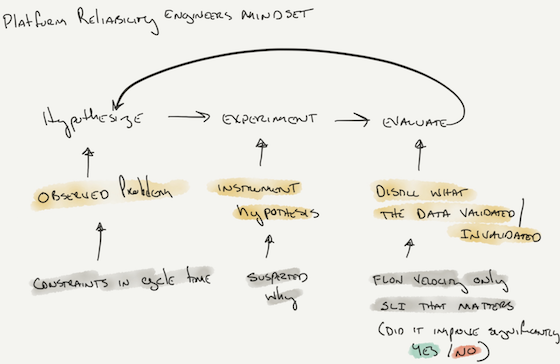 PLATFORM RELIABILITY ENGINEERS MINDSET
HYPOTHESIZE → EXPERIMENT → EVALUATE
OBSERVED PROBLEM
INSTRUMENT
HYPOTHESIS
DISTILL WHAT
THE DATA VALIDATED/
INVALIDATED
CONSTRAINTS IN CYCLE TIME
SUSPECTED
WHY
FLOW VELOCITY ONLY
SLI THAT MATTERS
(DID IT IMPROVE SIGNIFICANTLY
YES / NO)